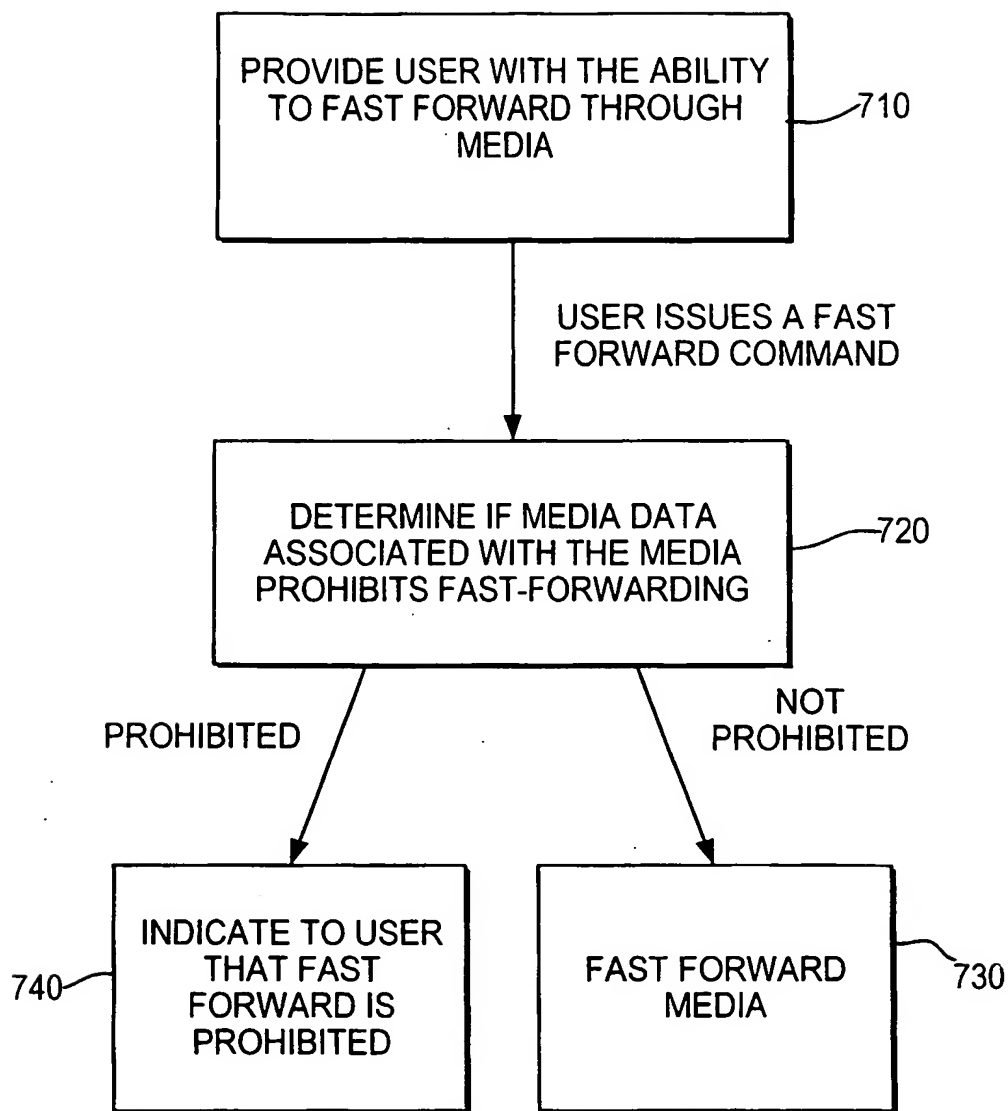 PROVIDE USER WITH THE ABILITY
TO FAST FORWARD THROUGH
MEDIA
710
USER ISSUES A FAST
FORWARD COMMAND
DETERMINE IF MEDIA DATA
ASSOCIATED WITH THE MEDIA
PROHIBITS FAST-FORWARDING
720
PROHIBITED
NOT
PROHIBITED
740
INDICATE TO USER
THAT FAST
FORWARD IS
PROHIBITED
FAST FORWARD
MEDIA
730